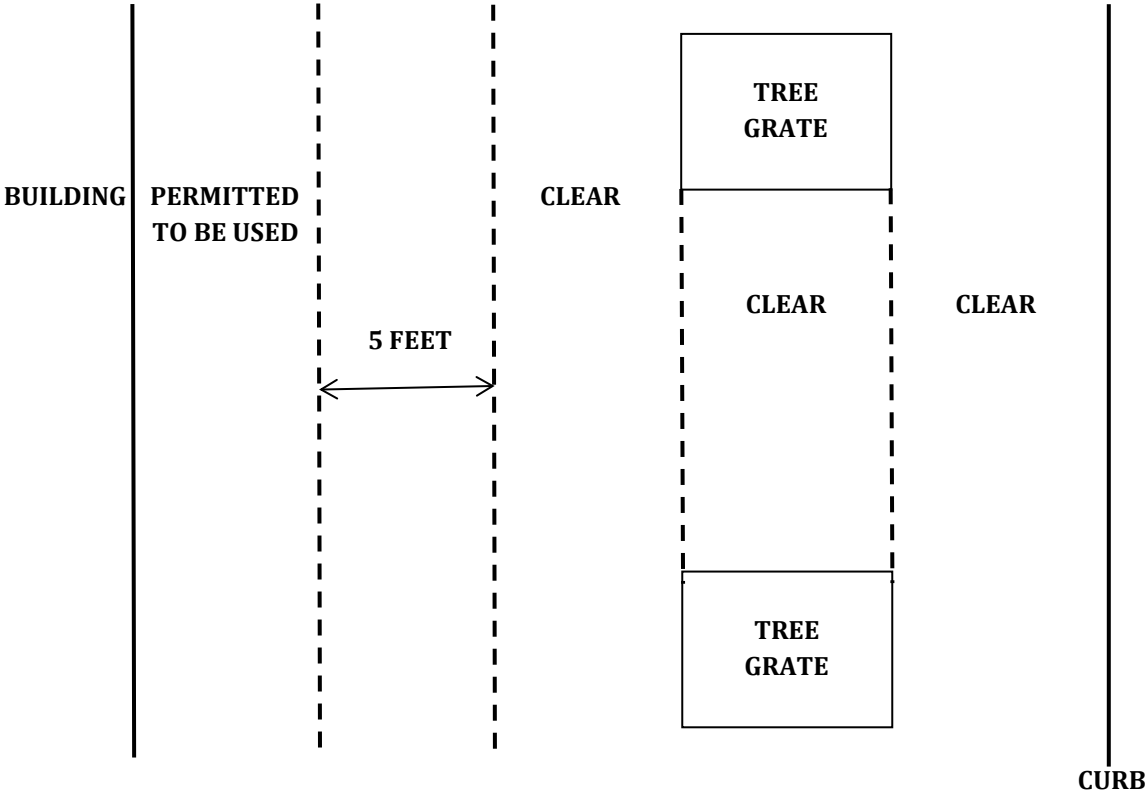 TREE
GRATE
BUILDING
PERMITTED
TO BE USED
CLEAR
CLEAR
CLEAR
5 FEET
TREE
GRATE
CURB